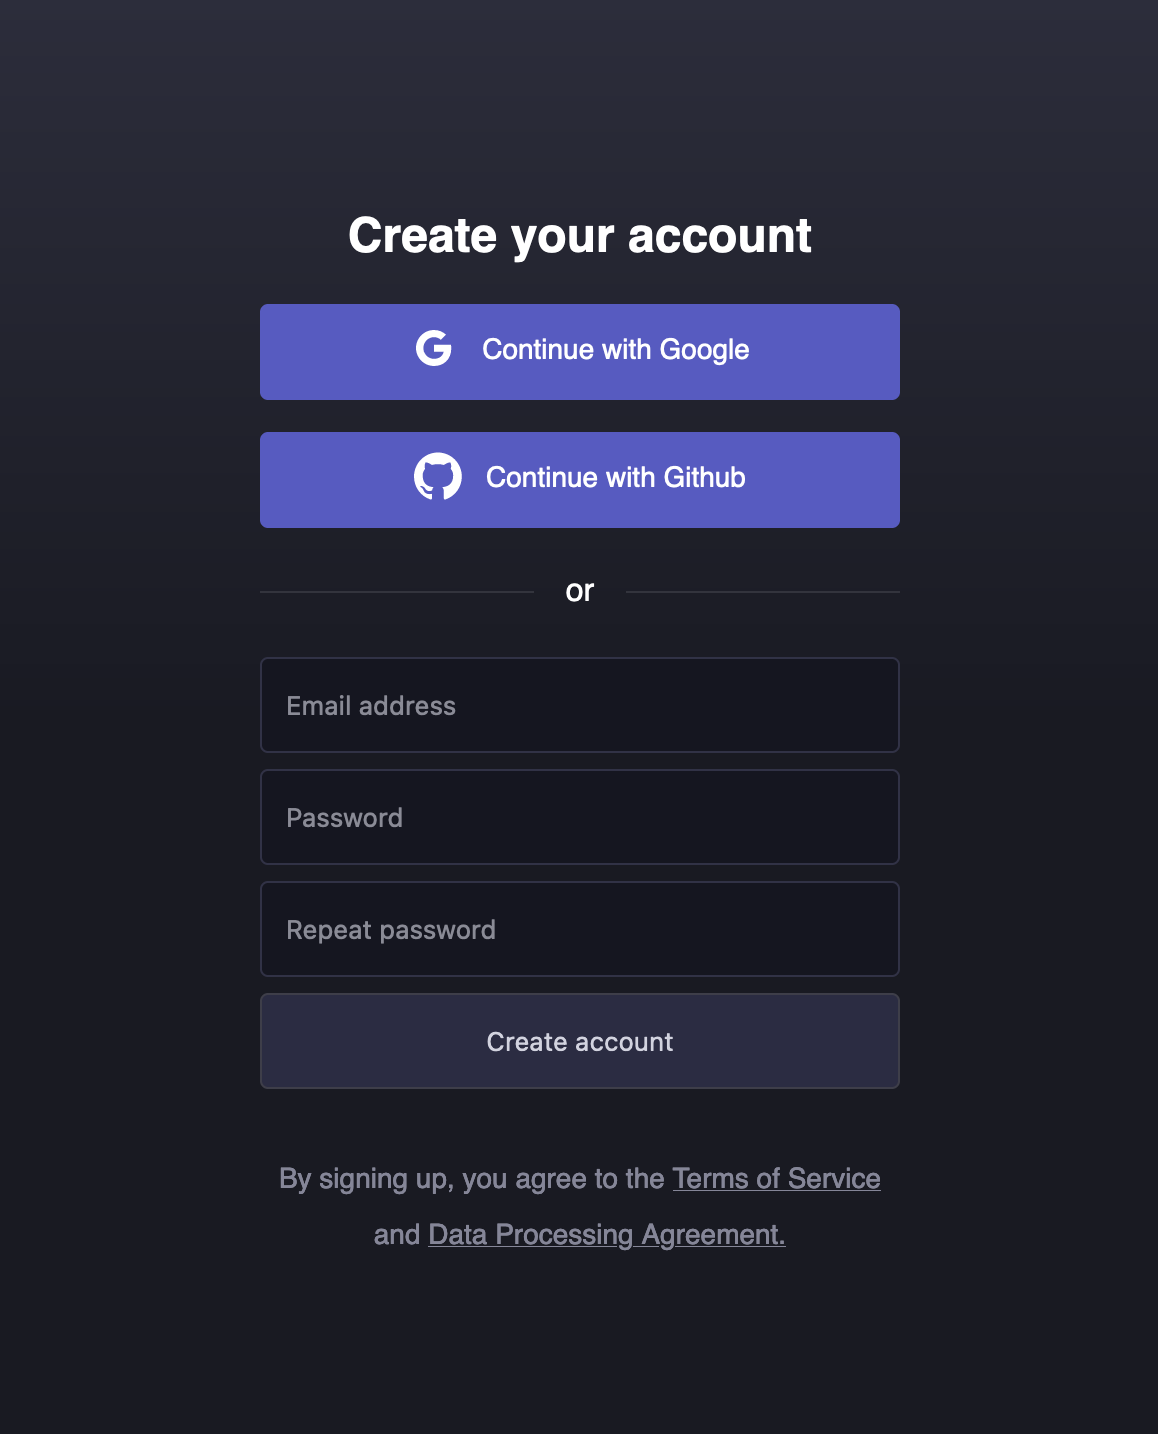 Create your account
Continue with Google
Continue with Github
or
Email address
Password
Repeat password
Create account
By signing up, you agree to the Terms of Service
and Data Processing Agreement.